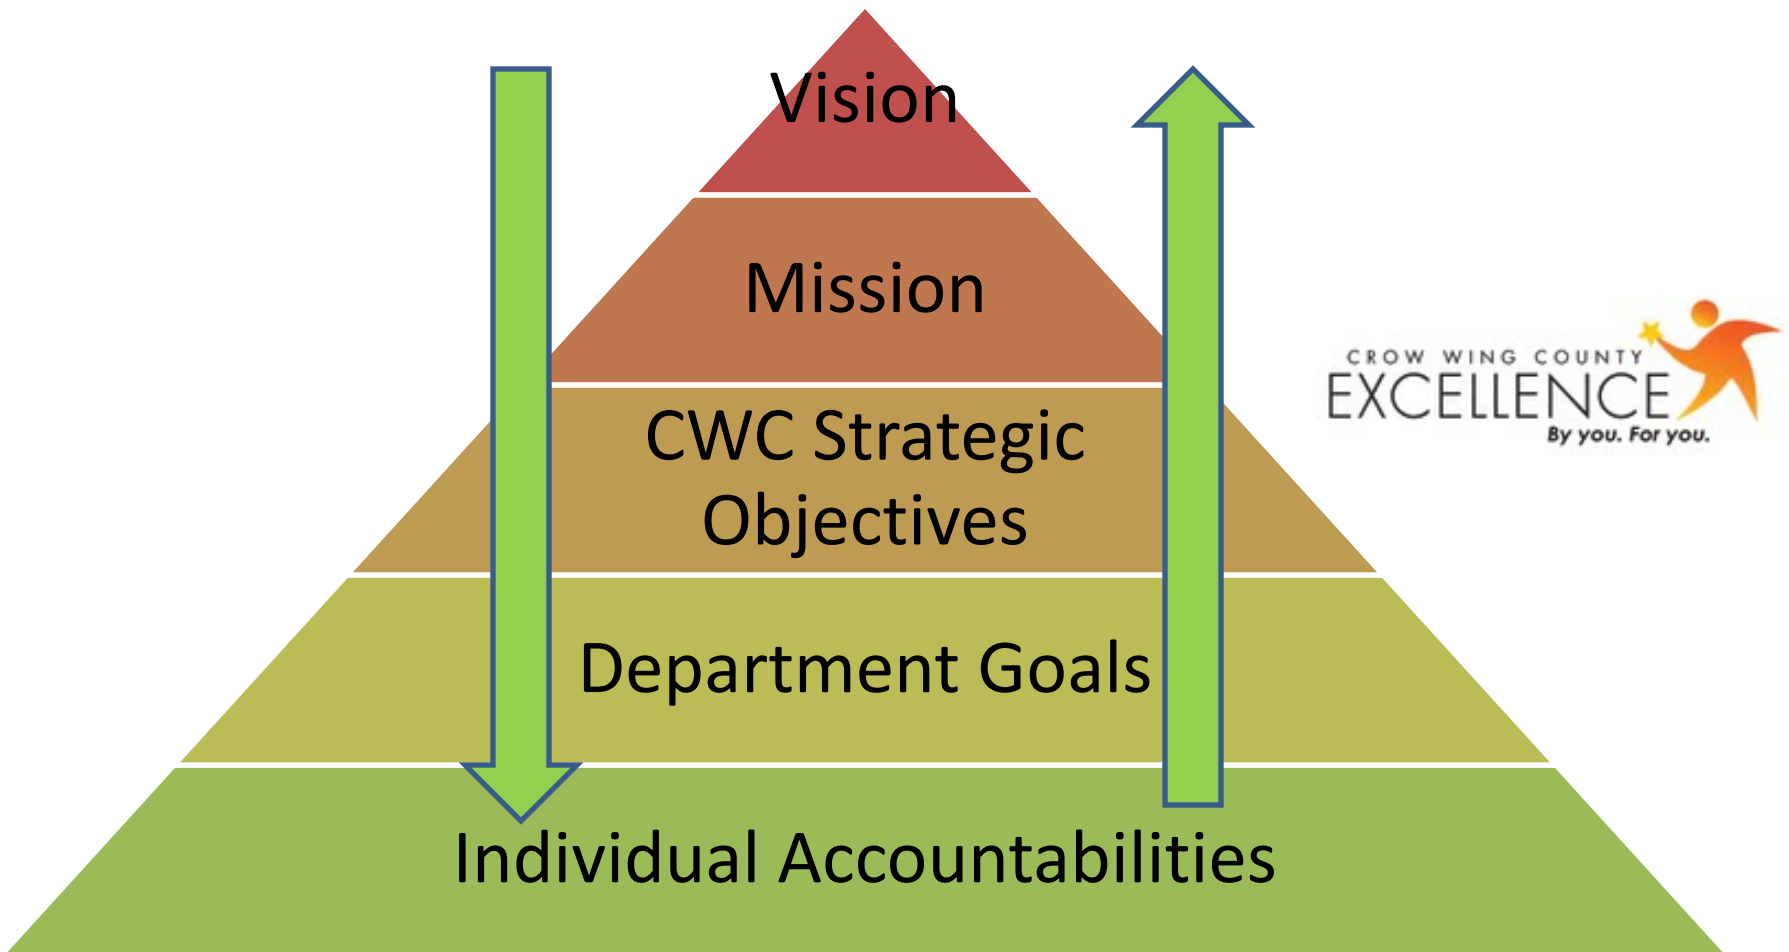 Vision
Mission
CWC Strategic
Objectives
Department Goals
Individual Accountabilities
CROW WING COUNTY
EXCELLENCE
By you. For you.